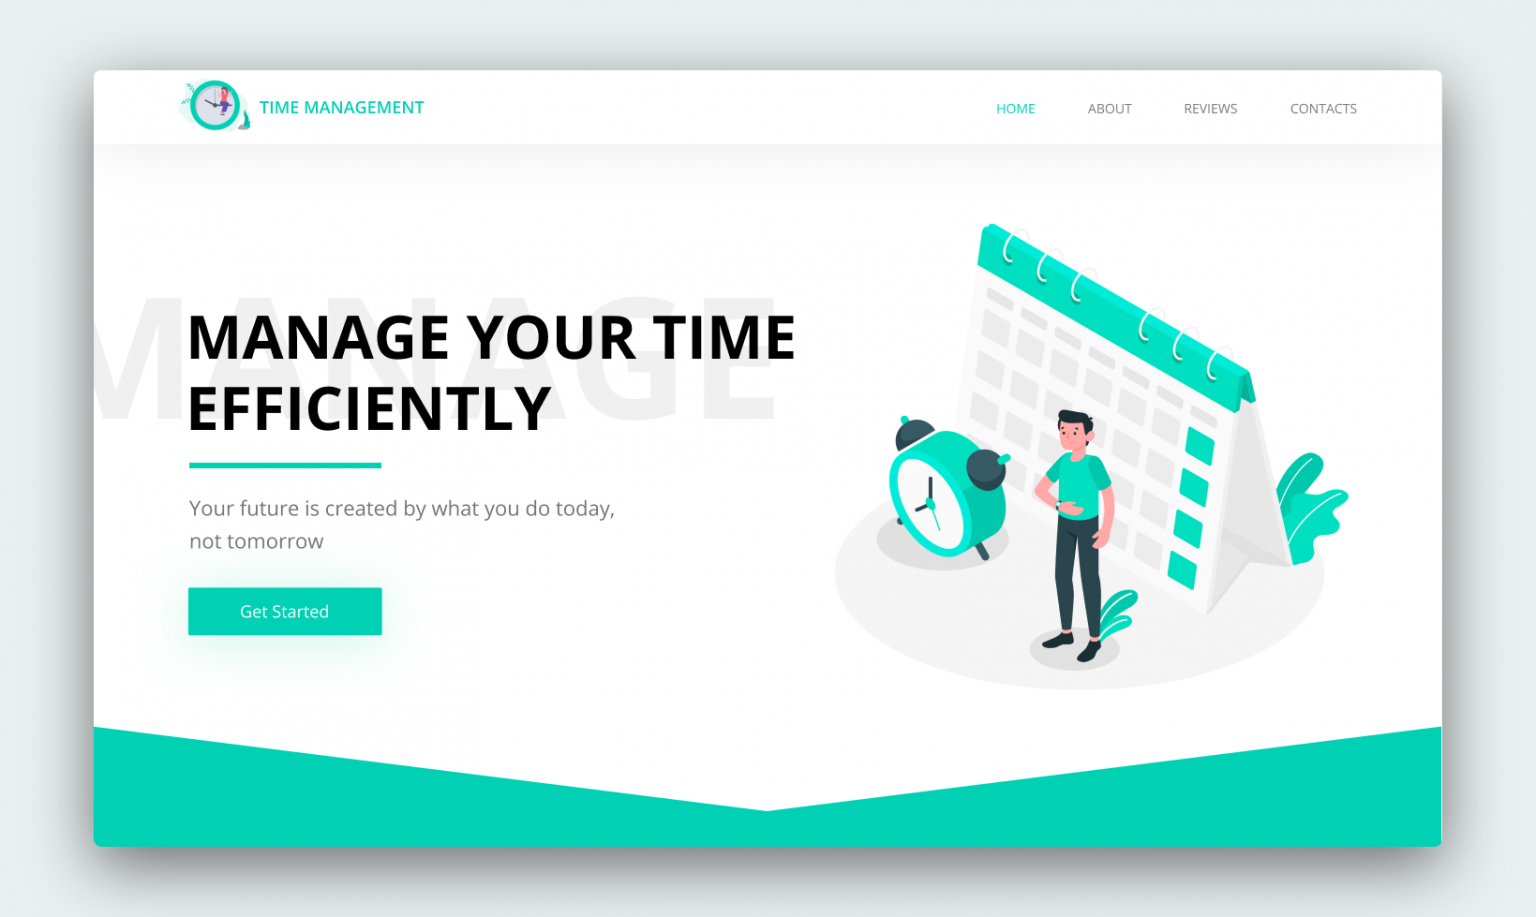 TIME MANAGEMENT
HOME ABOUT REVIEWS CONTACTS
MANAGE
MANAGE YOUR TIME
EFFICIENTLY
Your future is created by what you do today,
not tomorrow
Get Started